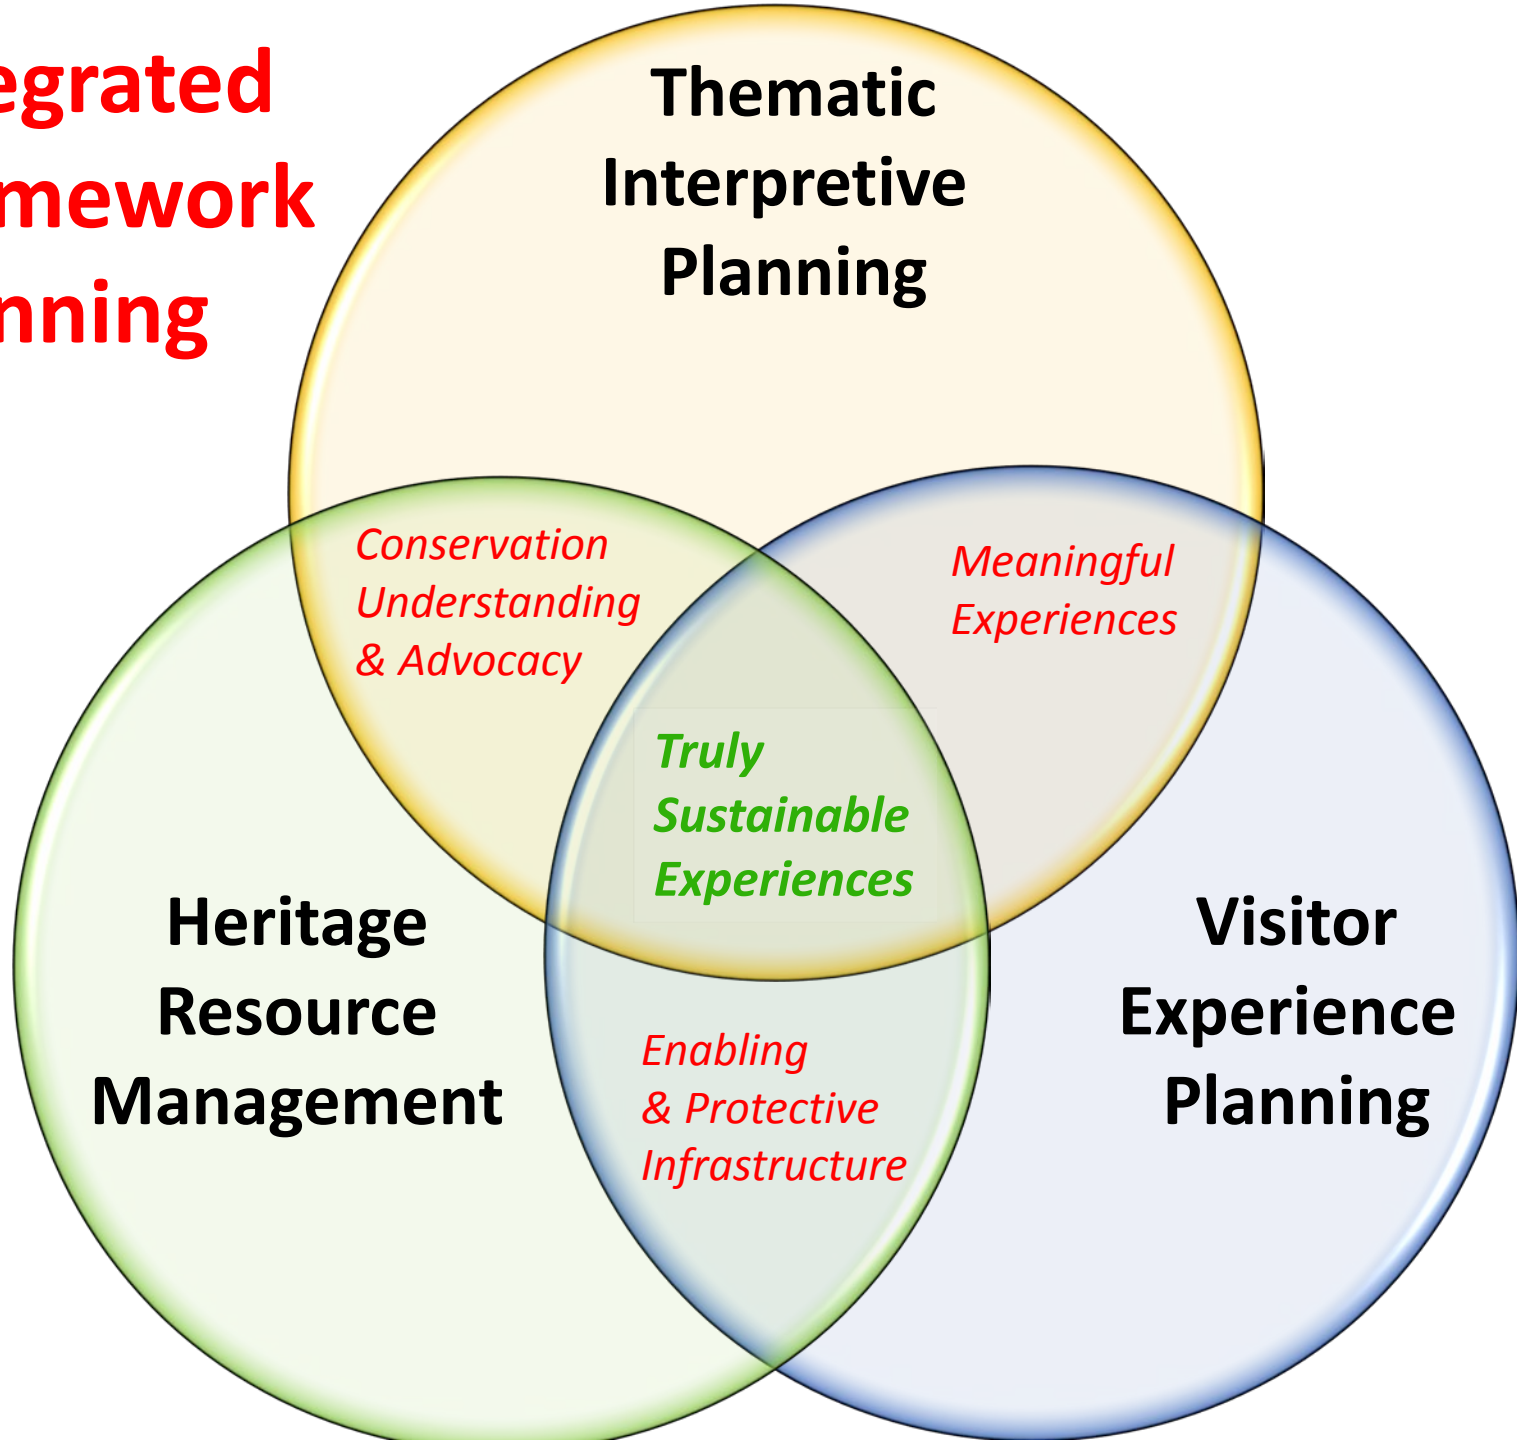 egrated
mework
nning
Thematic
Interpretive
Planning
Conservation
Understanding
& Advocacy
Meaningful
Experiences
Truly
Sustainable
Experiences
Heritage
Resource
Management
Visitor
Experience
Planning
Enabling
& Protective
Infrastructure